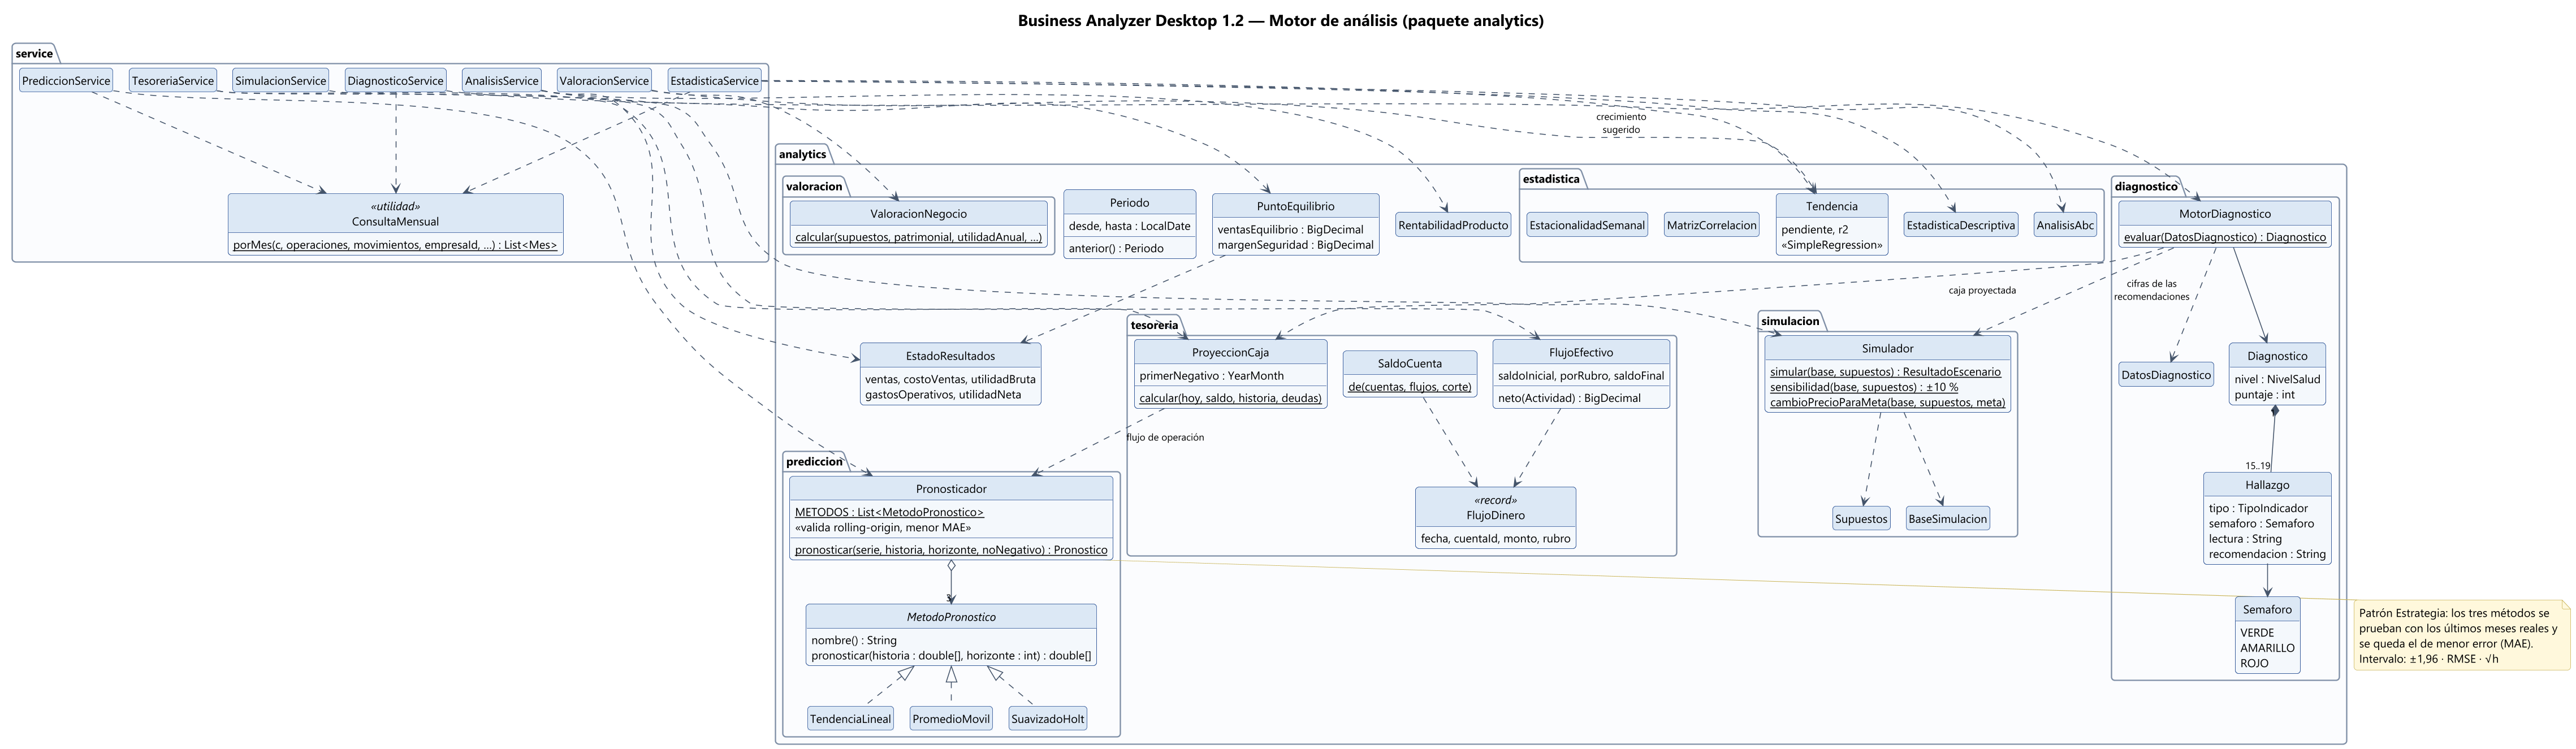 Business Analyzer Desktop 1.2 — Motor de análisis (paquete analytics)
service
PrediccionService
TesoreriaService
SimulacionService
DiagnosticoService
AnalisisService
ValoracionService
EstadisticaService
«utilidad»
ConsultaMensual
porMes(c, operaciones, movimientos, empresaId, ...) : List<Mes>
crecimiento
sugerido
analytics
valoracion
ValoracionNegocio
calcular(supuestos, patrimonial, utilidadAnual, ...)
Periodo
desde, hasta : LocalDate
anterior() : Periodo
PuntoEquilibrio
ventasEquilibrio : BigDecimal
margenSeguridad : BigDecimal
RentabilidadProducto
estadistica
EstacionalidadSemanal
MatrizCorrelacion
Tendencia
pendiente, r2
«SimpleRegression»
EstadisticaDescriptiva
AnalisisAbc
diagnostico
MotorDiagnostico
evaluar(DatosDiagnostico) : Diagnostico
caja proyectada
cifras de las
recomendaciones
EstadoResultados
ventas, costoVentas, utilidadBruta
gastosOperativos, utilidadNeta
tesoreria
ProyeccionCaja
primerNegativo : YearMonth
calcular(hoy, saldo, historia, deudas)
SaldoCuenta
de(cuentas, flujos, corte)
FlujoEfectivo
saldoInicial, porRubro, saldoFinal
neto(Actividad) : BigDecimal
simulacion
Simulador
simular(base, supuestos) : ResultadoEscenario
sensibilidad(base, supuestos) : ±10 %
cambioPrecioParaMeta(base, supuestos, meta)
DatosDiagnostico
Diagnostico
nivel : NivelSalud
puntaje : int
flujo de operación
prediccion
Pronosticador
METODOS : List<MetodoPronostico>
«valida rolling-origin, menor MAE»
pronosticar(serie, historia, horizonte, noNegativo) : Pronostico
«record»
FlujoDinero
fecha, cuentaId, monto, rubro
Supuestos
BaseSimulacion
15..19
Hallazgo
tipo : TipoIndicador
semaforo : Semaforo
lectura : String
recomendacion : String
3
MetodoPronostico
nombre() : String
pronosticar(historia : double[], horizonte : int) : double[]
Semaforo
VERDE
AMARILLO
ROJO
Patrón Estrategia: los tres métodos se
prueban con los últimos meses reales y
se queda el de menor error (MAE).
Intervalo: ±1,96 · RMSE · √h
TendenciaLineal
PromedioMovil
SuavizadoHolt